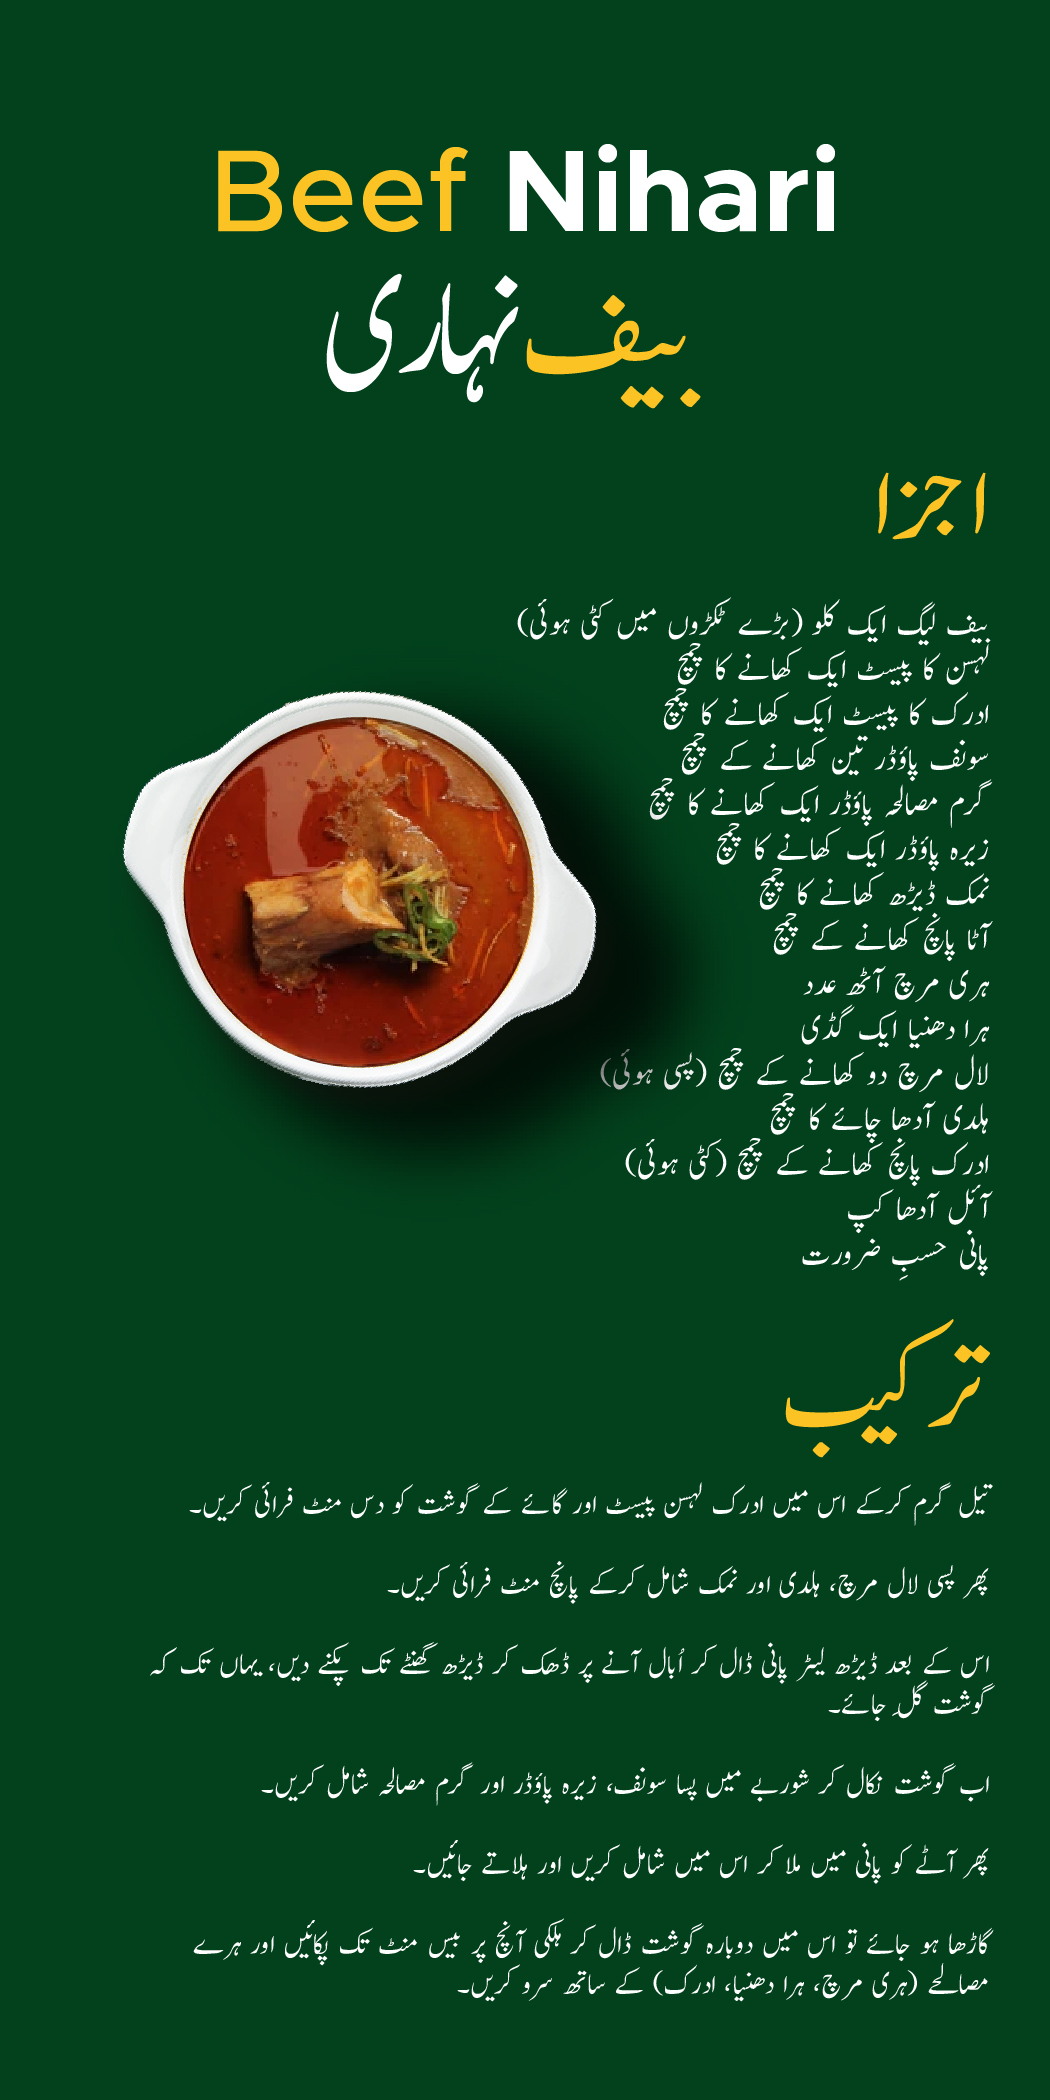 Beef Nihari
بیف نہاری
اجزا
بیف لیگ ایک کلو (بڑے ٹکڑوں میں کٹی ہوئی)
لہسن کا پیسٹ ایک کھانے کا چمچ
ادرک کا پیسٹ ایک کھانے کا چمچ
سونف پاؤڈر تین کھانے کے چمچ
گرم مصالحہ پاؤڈر ایک کھانے کا چمچ
زیرہ پاؤڈر ایک کھانے کا چمچ
نمک ڈیڑھ کھانے کا چمچ
آٹا پانچ کھانے کے چمچ
ہری مرچ آٹھ عدد
ہرا دھنیا ایک گڈی
لال مرچ دو کھانے کے چمچ (پسی ہوئی)
ہلدی آدھا چائے کا چمچ
ادرک پانچ کھانے کے چمچ (کٹی ہوئی)
آئل آدھا کپ
پانی حسبِ ضرورت
ترکیب
تیل گرم کرکے اس میں ادرک لہسن پیسٹ اور گائے کے گوشت کو دس منٹ فرائی کریں۔
پھر پسی لال مرچ، ہلدی اور نمک شامل کرکے پانچ منٹ فرائی کریں۔
اس کے بعد ڈیڑھ لیٹر پانی ڈال کر اُبال آنے پر ڈھک کر ڈیڑھ گھنٹے تک پکنے دیں، یہاں تک کہ
گوشت گل جائے۔
اب گوشت نکال کر شوربے میں پسا سونف، زیرہ پاؤڈر اور گرم مصالحہ شامل کریں۔
پھر آٹے کو پانی میں ملا کر اس میں شامل کریں اور ہلاتے جائیں۔
گاڑھا ہو جائے تو اس میں دوبارہ گوشت ڈال کر ہلکی آنچ پر بیس منٹ تک پکائیں اور ہرے
مصالحے (ہری مرچ، ہرا دھنیا، ادرک) کے ساتھ سرو کریں۔